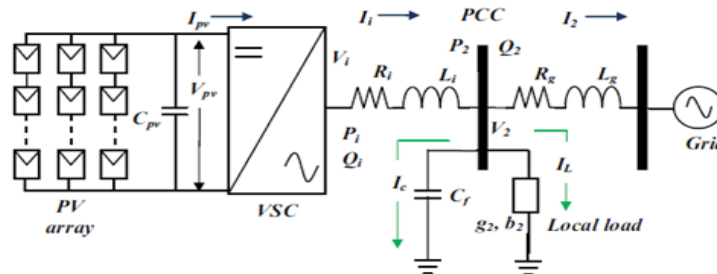 I_pv
I_i
PCC
I_2
V_i
P_2
Q_2
R_i
L_i
R_g
L_g
V_pv
C_pv
V_2
Grid
P_i
Q_i
I_c
C_f
I_L
PV
array
VSC
g_2, b_2
Local load